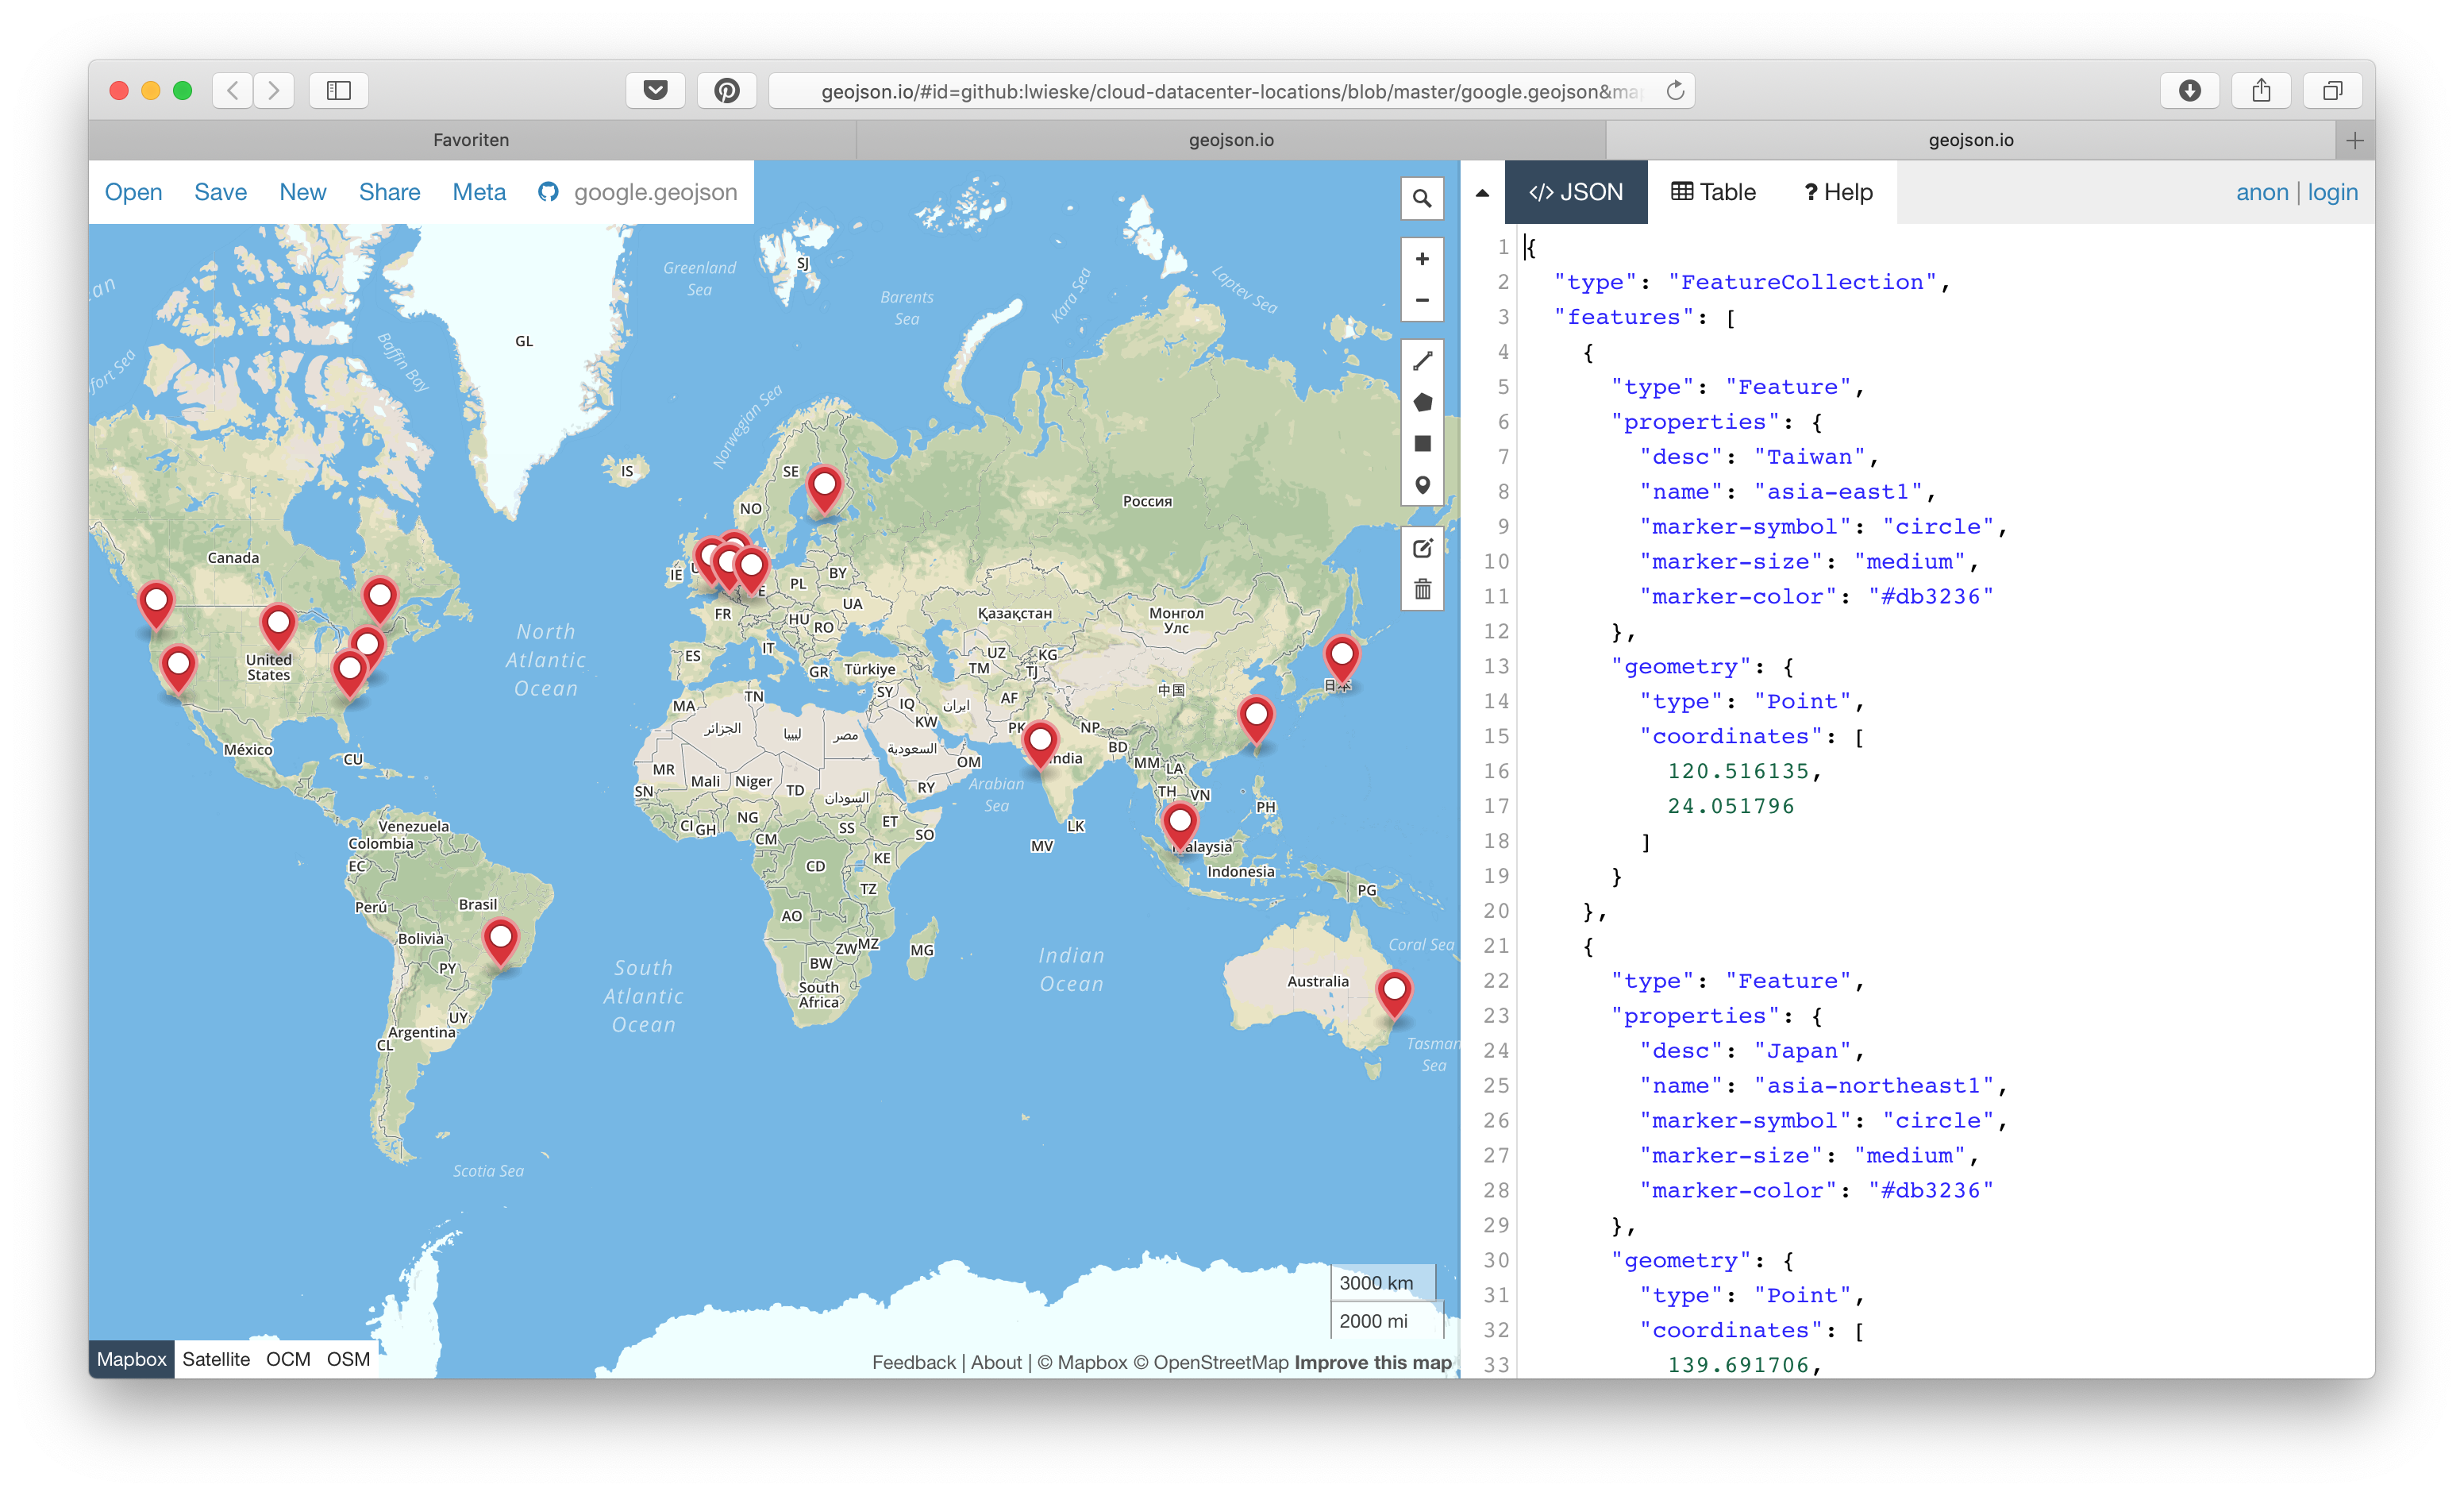 geojson.io/#id=github:lwieske/cloud-datacenter-locations/blob/master/google.geojson&ma
Favoriten
geojson.io
geojson.io
Open Save New Share Meta google.geojson
</> JSON
Table
? Help
anon | login
SJ
Greenland
Sea
Barents
Sea
Kara Sea
Laptev Sea
GL
Baffin Bay
Norwegian Sea
IS
SE
NO
Россия
Canada
IE
PL
BY
FR
UA
HU
RO
Қазақстан
Монгол
Улс
North
Atlantic
Ocean
United
States
ES
IT
GR
Türkiye
UZ
KG
TM
TJ
中国
日本
TN
MA
SY
IQ
ایران
AF
KW
PK
NP
الجزائر
ليبيا
مصر
السعودية
BD
México
CU
MR
Mali
Niger
TD
السودان
OM
RY
Arabian
Sea
MM
LA
TH
VN
SN
PH
CI
GH
NG
CM
SS
ET
SO
LK
MV
Venezuela
Colombia
EC
CD
KE
TZ
Malaysia
Indonesia
PG
Perú
Brasil
Bolivia
PY
AO
ZW
MZ
BW
MG
South
Africa
South
Atlantic
Ocean
Indian
Ocean
Australia
Coral Sea
Tasman
Sea
UY
Argentina
CL
Scotia Sea
3000 km
2000 mi
Mapbox Satellite OCM OSM
Feedback | About | © Mapbox © OpenStreetMap Improve this map
1 {
2 "type": "FeatureCollection",
3 "features": [
4 {
5 "type": "Feature",
6 "properties": {
7 "desc": "Taiwan",
8 "name": "asia-east1",
9 "marker-symbol": "circle",
10 "marker-size": "medium",
11 "marker-color": "#db3236"
12 },
13 "geometry": {
14 "type": "Point",
15 "coordinates": [
16 120.516135,
17 24.051796
18 ]
19 }
20 },
21 {
22 "type": "Feature",
23 "properties": {
24 "desc": "Japan",
25 "name": "asia-northeast1",
26 "marker-symbol": "circle",
27 "marker-size": "medium",
28 "marker-color": "#db3236"
29 },
30 "geometry": {
31 "type": "Point",
32 "coordinates": [
33 139.691706,